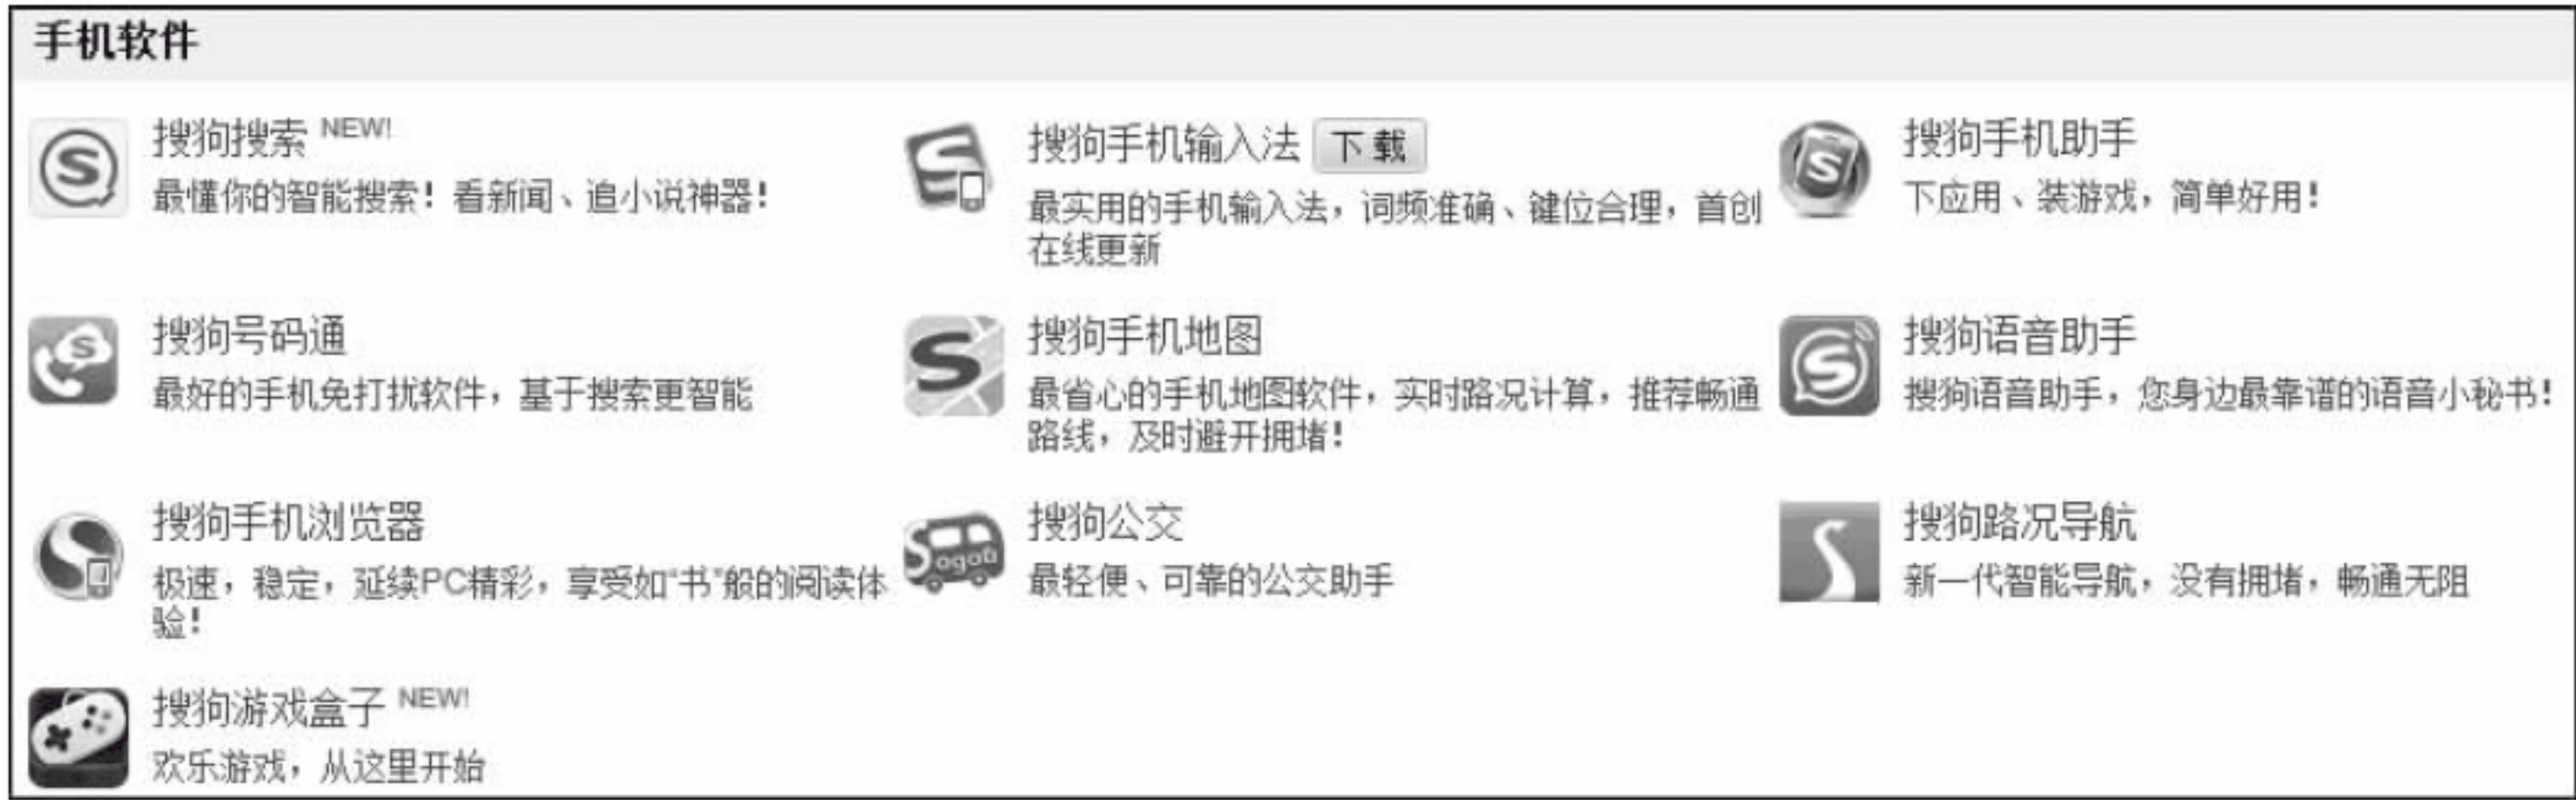 手机软件
搜狗搜索 NEW!
最懂你的智能搜索！看新闻、追小说神器！
搜狗手机输入法 下载
最实用的手机输入法，词频准确、键位合理，首创
在线更新
搜狗手机助手
下应用、装游戏，简单好用！
搜狗号码通
最好的手机免打扰软件，基于搜索更智能
搜狗手机地图
最省心的手机地图软件，实时路况计算，推荐畅通
路线，及时避开拥堵！
搜狗语音助手
搜狗语音助手，您身边最靠谱的语音小秘书！
搜狗手机浏览器
极速，稳定，延续PC精彩，享受如“书”般的阅读体
验！
Sogou
搜狗公交
最轻便、可靠的公交助手
搜狗路况导航
新一代智能导航，没有拥堵，畅通无阻
搜狗游戏盒子 NEW!
欢乐游戏，从这里开始